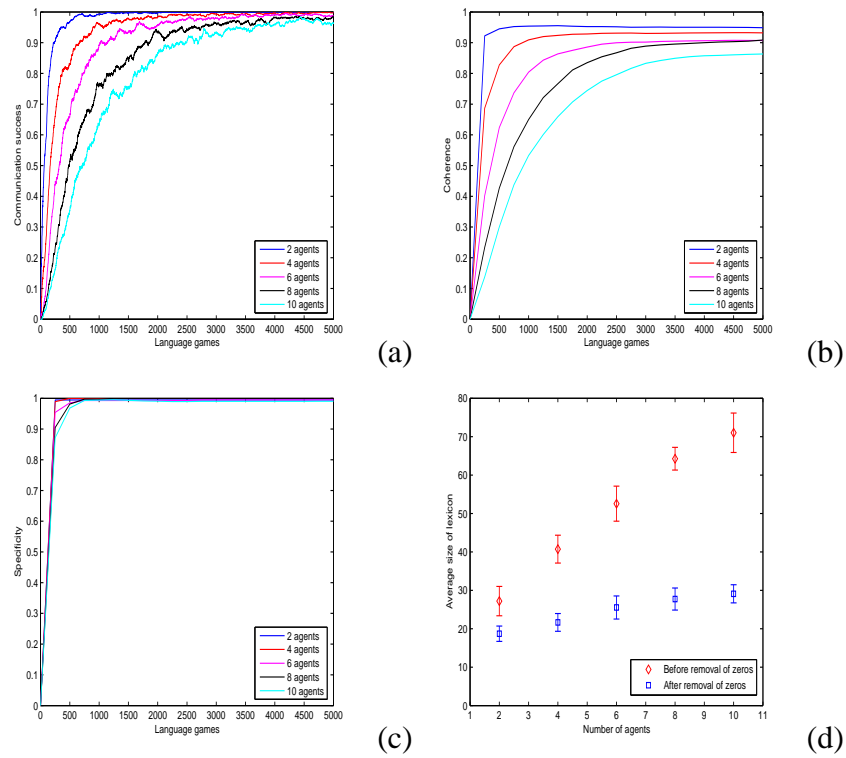 Communication success
1
0.9
0.8
0.7
0.6
0.5
0.4
0.3
0.2
0.1
0
0 500 1000 1500 2000 2500 3000 3500 4000 4500 5000
Language games
2 agents
4 agents
6 agents
8 agents
10 agents
(a)
Coherence
1
0.9
0.8
0.7
0.6
0.5
0.4
0.3
0.2
0.1
0
0 500 1000 1500 2000 2500 3000 3500 4000 4500 5000
Language games
2 agents
4 agents
6 agents
8 agents
10 agents
(b)
Specificity
1
0.9
0.8
0.7
0.6
0.5
0.4
0.3
0.2
0.1
0
0 500 1000 1500 2000 2500 3000 3500 4000 4500 5000
Language games
2 agents
4 agents
6 agents
8 agents
10 agents
(c)
Average size of lexicon
80
70
60
50
40
30
20
10
0
1 2 3 4 5 6 7 8 9 10 11
Number of agents
Before removal of zeros
After removal of zeros
(d)